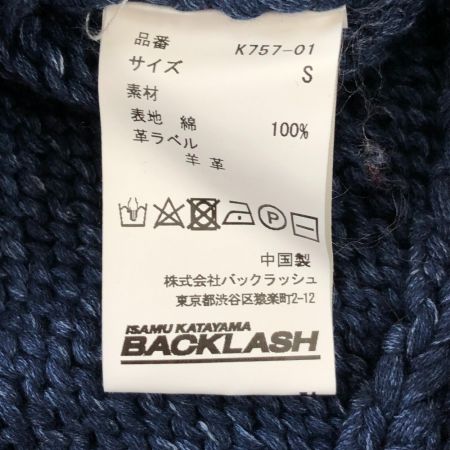 品番 K757-01
サイズ S
素材
表地 綿 100%
革ラベル
羊革
P
中国製
株式会社バックラッシュ
東京都渋谷区猿楽町2-12
ISAMU KATAYAMA
BACKLASH